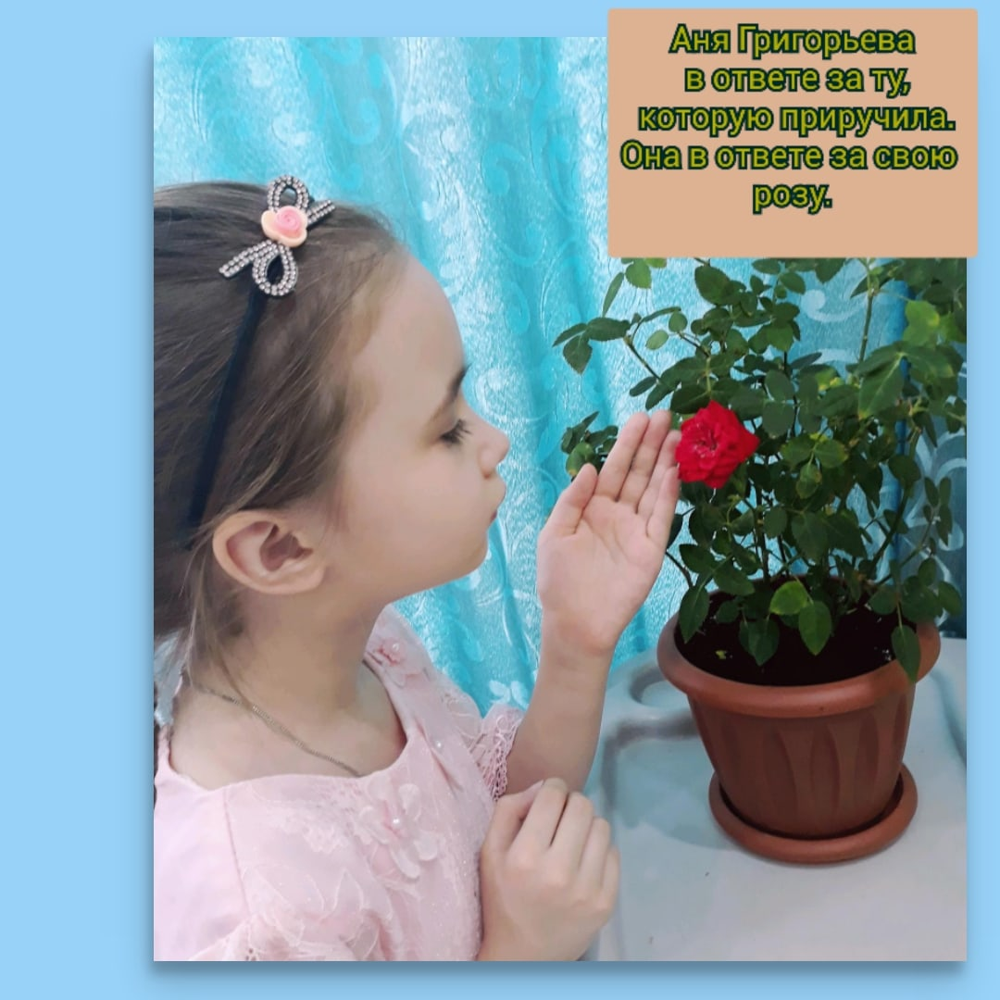 Аня Григорьева
в ответе за ту,
которую приручила.
Она в ответе за свою
розу.